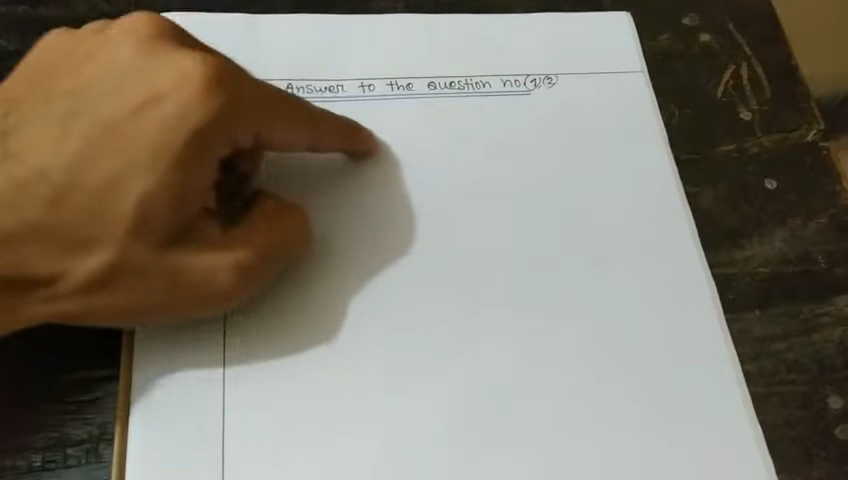 Answer to the question no (1)(2)